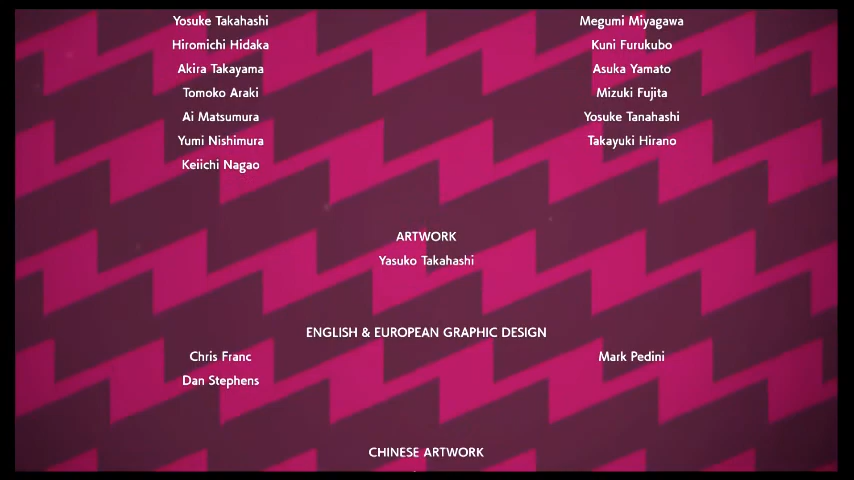 Yosuke Takahashi Megumi Miyagawa
Hiromichi Hidaka Kuni Furukubo
Akira Takayama Asuka Yamato
Tomoko Araki Mizuki Fujita
Ai Matsumura Yosuke Tanahashi
Yumi Nishimura Takayuki Hirano
Keiichi Nagao
ARTWORK
Yasuko Takahashi
ENGLISH & EUROPEAN GRAPHIC DESIGN
Chris Franc Mark Pedini
Dan Stephens
CHINESE ARTWORK